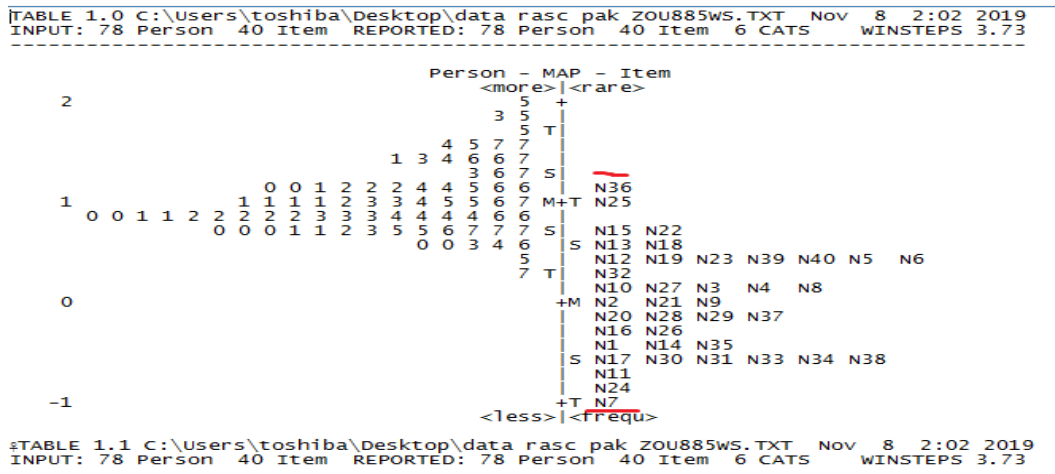 TABLE 1.0 C:\Users\toshiba\Desktop\data rasc pak ZOU885WS.TXT Nov 8 2:02 2019
INPUT: 78 Person 40 Item REPORTED: 78 Person 40 Item 6 CATS WINSTEPS 3.73
--------------------------------------------------------------------------------
Person - MAP - Item
<more>|<rare>
2 5 +
3 5 |
5 T|
4 5 7 7 |
1 3 4 6 6 7 |
3 6 7 S|
0 0 1 2 2 2 4 4 5 6 6 | N36
1 1 1 1 1 2 3 3 4 5 5 6 7 M+T N25
0 0 1 1 2 2 2 2 2 3 3 3 4 4 4 4 6 6 |
0 0 0 1 1 2 3 5 5 6 7 7 7 S| N15 N22
0 0 3 4 6 |S N13 N18
5 | N12 N19 N23 N39 N40 N5 N6
7 T| N32
| N10 N27 N3 N4 N8
0 +M N2 N21 N9
| N20 N28 N29 N37
| N16 N26
| N1 N14 N35
|S N17 N30 N31 N33 N34 N38
| N11
| N24
-1 +T N7
<less>|<frequ>
TABLE 1.1 C:\Users\toshiba\Desktop\data rasc pak ZOU885WS.TXT Nov 8 2:02 2019
INPUT: 78 Person 40 Item REPORTED: 78 Person 40 Item 6 CATS WINSTEPS 3.73